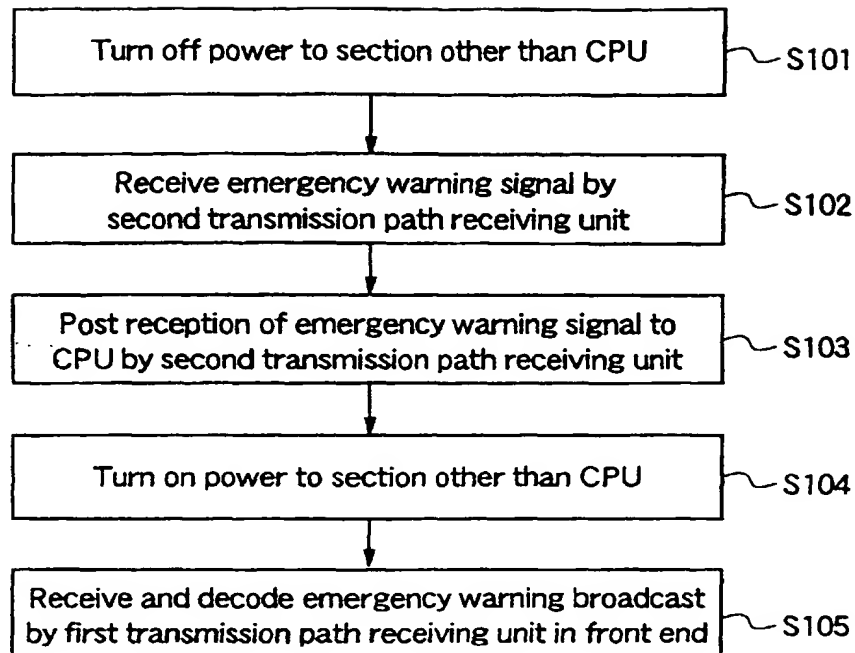 Turn off power to section other than CPU
S101
Receive emergency warning signal by
second transmission path receiving unit
S102
Post reception of emergency warning signal to
CPU by second transmission path receiving unit
S103
Turn on power to section other than CPU
S104
Receive and decode emergency warning broadcast
by first transmission path receiving unit in front end
S105